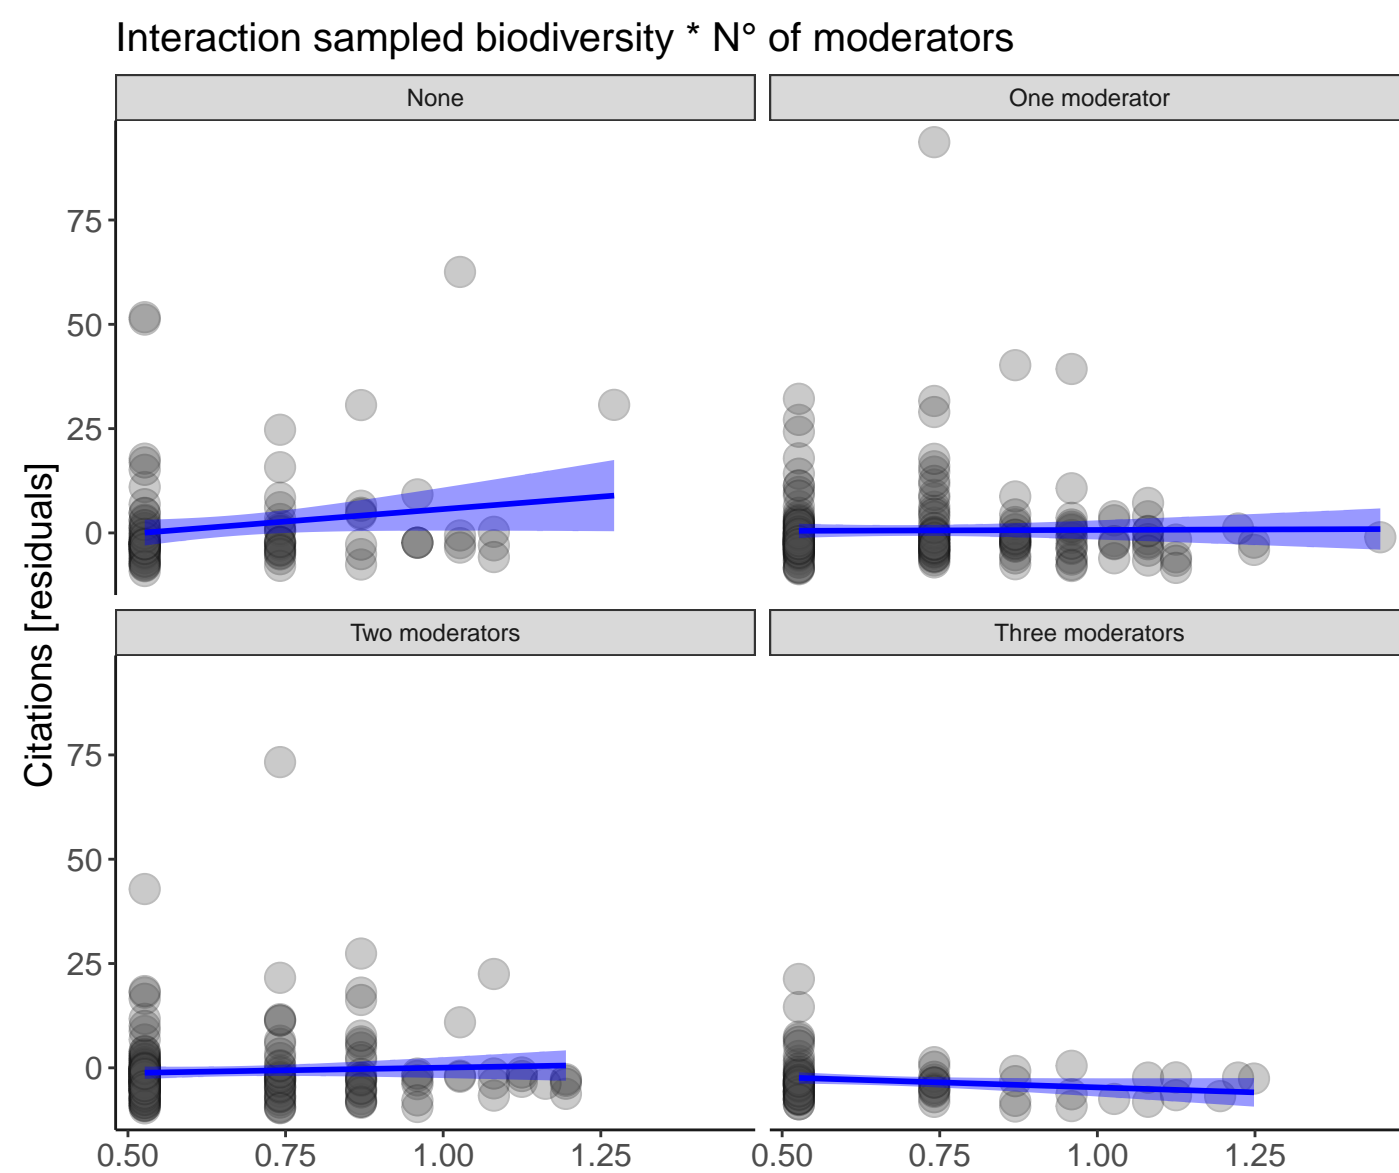 Interaction sampled biodiversity * N° of moderators
None
One moderator
75
50
25
0
Citations [residuals]
Two moderators
Three moderators
75
50
25
0
0.50 0.75 1.00 1.25 0.50 0.75 1.00 1.25